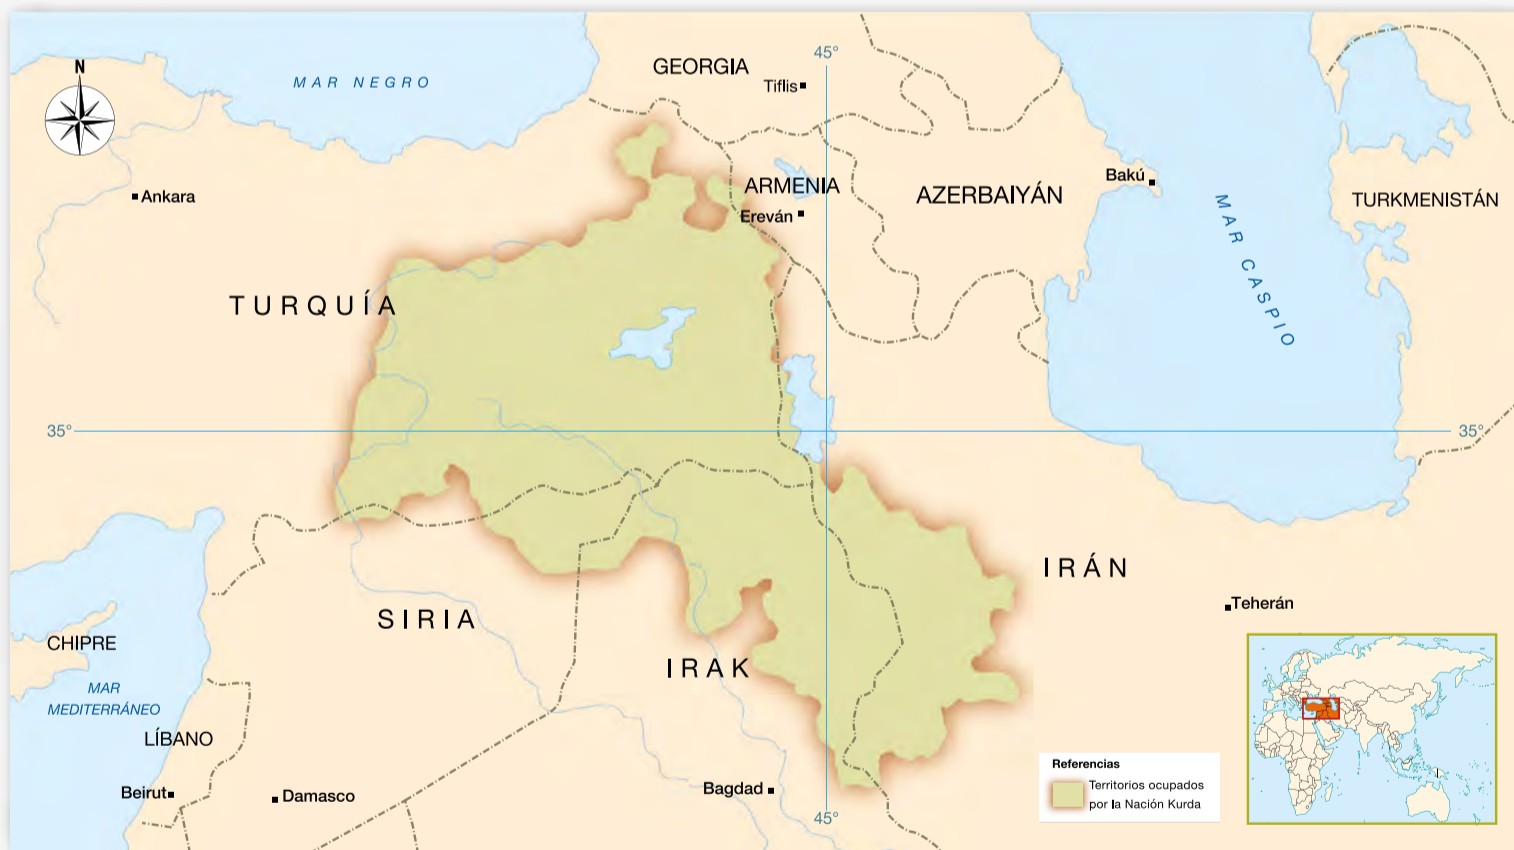 N
MAR NEGRO
GEORGIA
Tiflis
45°
Ankara
ARMENIA
Ereván
AZERBAIYÁN
Bakú
MAR CASPIO
TURKMENISTÁN
TURQUÍA
35°
35°
IRÁN
Teherán
SIRIA
CHIPRE
MAR
MEDITERRÁNEO
IRAK
LÍBANO
Beirut
Damasco
Bagdad
45°
Referencias
Territorios ocupados
por la Nación Kurda